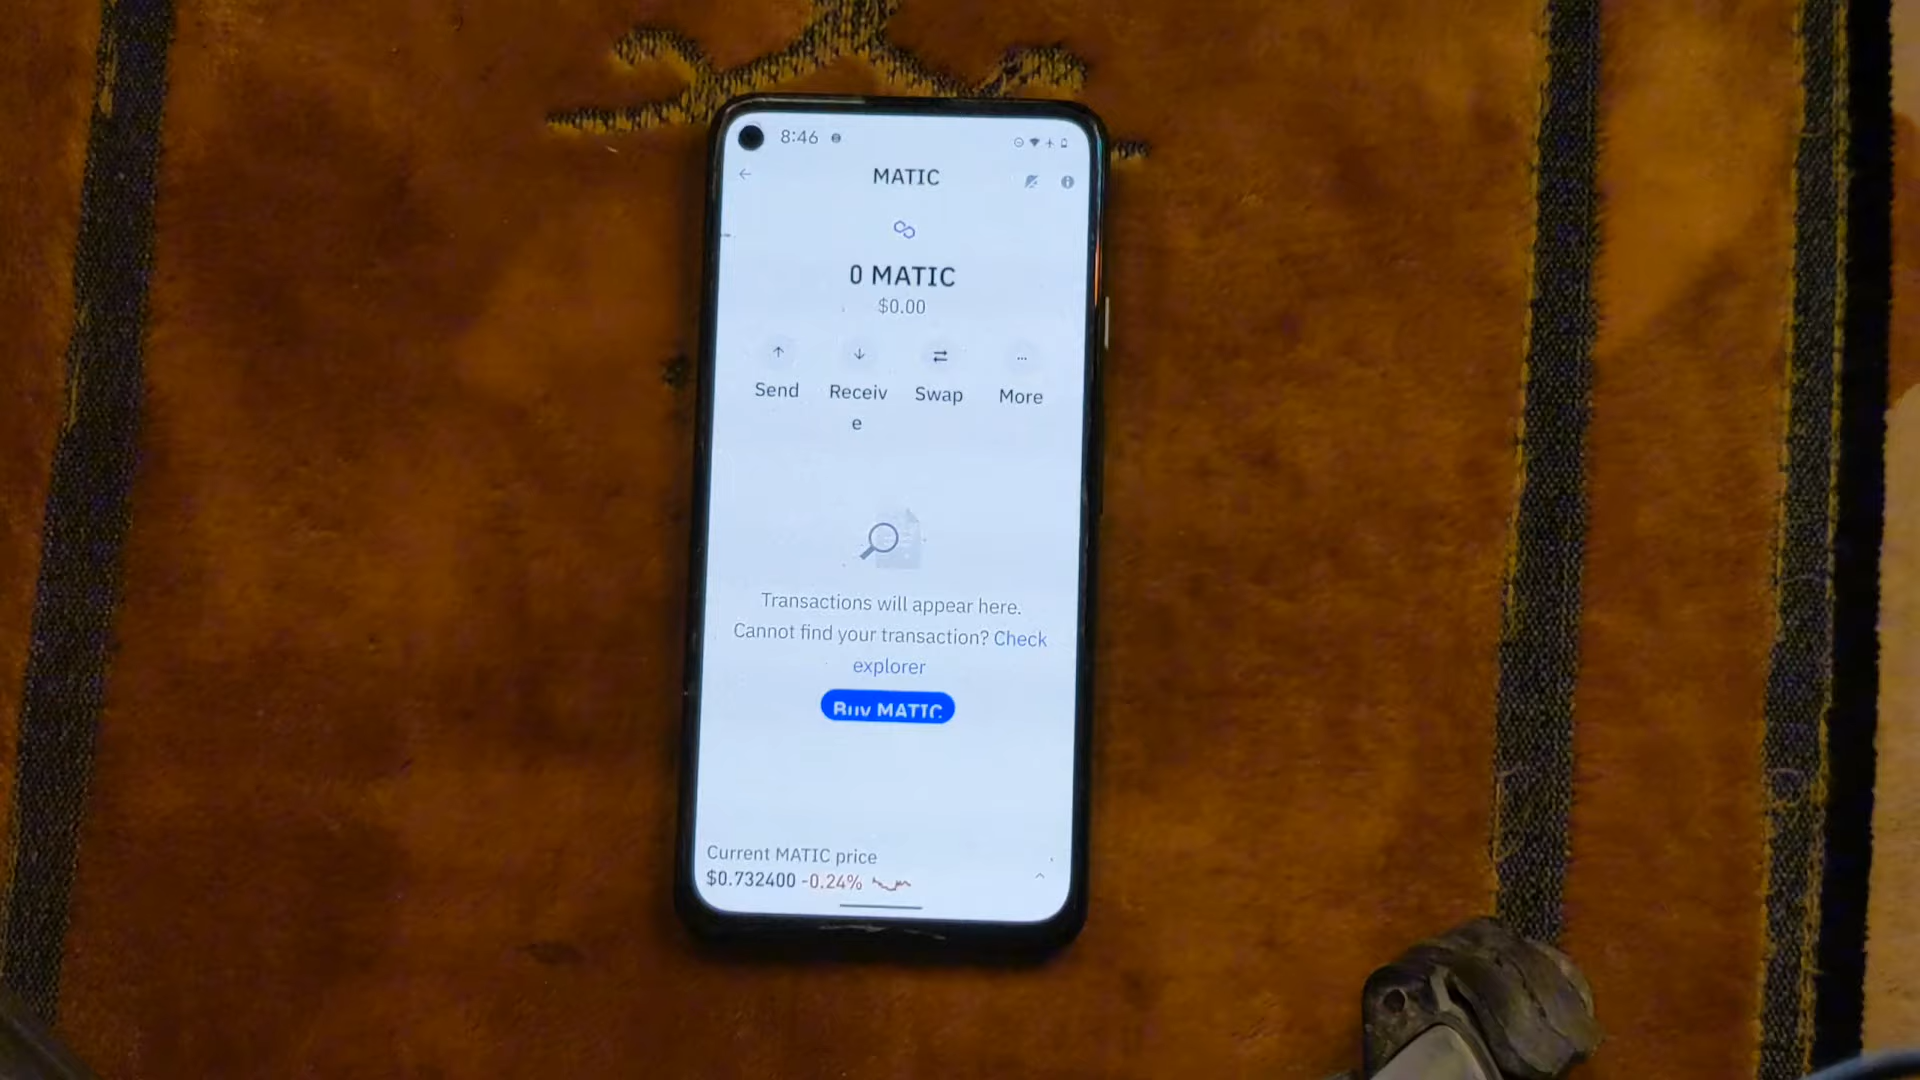 8:46
MATIC
0 MATIC
$0.00
Send
Receiv
e
Swap
More
Transactions will appear here.
Cannot find your transaction? Check
explorer
Buy MATIC
Current MATIC price
$0.732400 -0.24%